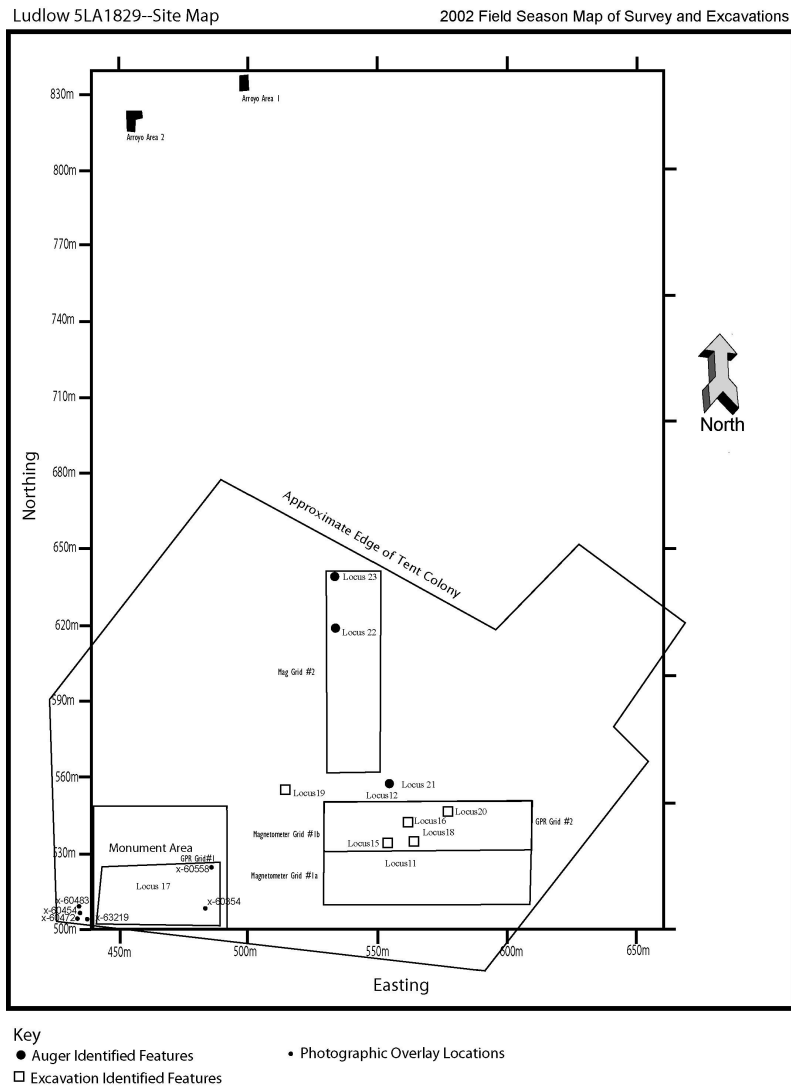 Ludlow 5LA1829--Site Map
2002 Field Season Map of Survey and Excavations
830m
Arroyo Area 1
Arroyo Area 2
800m
770m
740m
710m
North
Northing
680m
Approximate Edge of Tent Colony
650m
Locus 23
620m
Locus 22
Mag Grid #2
590m
560m
Locus 21
Locus19
Locus12
Locus20
Locus16
GPR Grid #2
Magnetometer Grid #1b
Locus18
Locus15
Monument Area
530m
GPR Grid#1
Locus11
x-60558
Magnetometer Grid #1a
Locus 17
x-60483
x-60354
x-60454
x-60472
x-63219
500m
450m
500m
550m
600m
650m
Easting
Key
Auger Identified Features
Photographic Overlay Locations
Excavation Identified Features